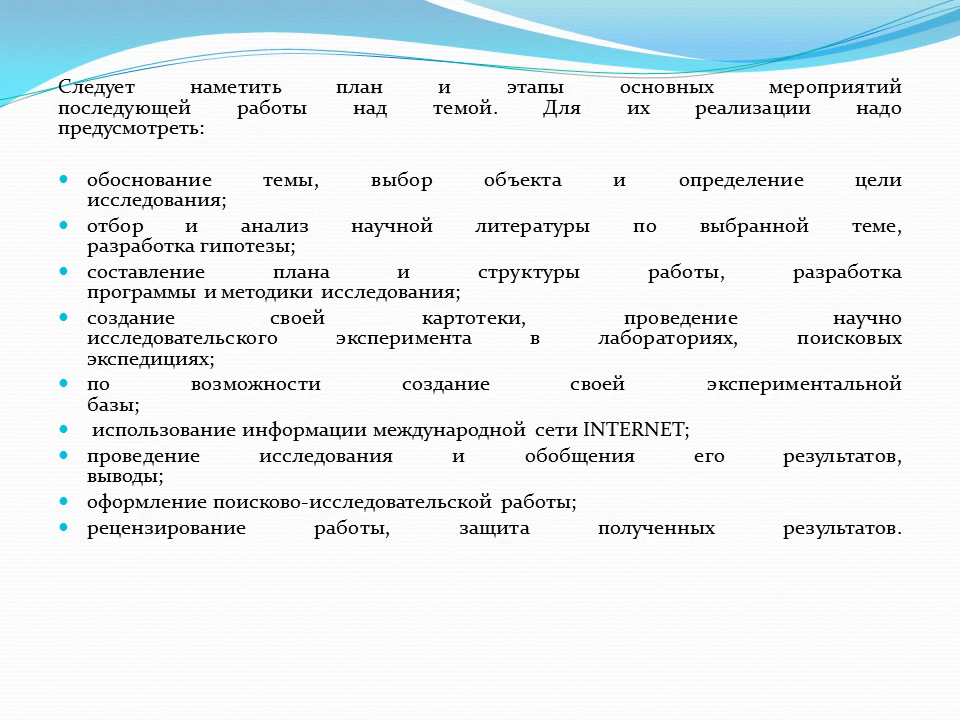 Следует наметить план и этапы основных мероприятий
последующей работы над темой. Для их реализации надо
предусмотреть:
• обоснование темы, выбор объекта и определение цели
исследования;
• отбор и анализ научной литературы по выбранной теме,
разработка гипотезы;
• составление плана и структуры работы, разработка
программы и методики исследования;
• создание своей картотеки, проведение научно
исследовательского эксперимента в лабораториях, поисковых
экспедициях;
• по возможности создание своей экспериментальной
базы;
• использование информации международной сети INTERNET;
• проведение исследования и обобщения его результатов,
выводы;
• оформление поисково-исследовательской работы;
• рецензирование работы, защита полученных результатов.